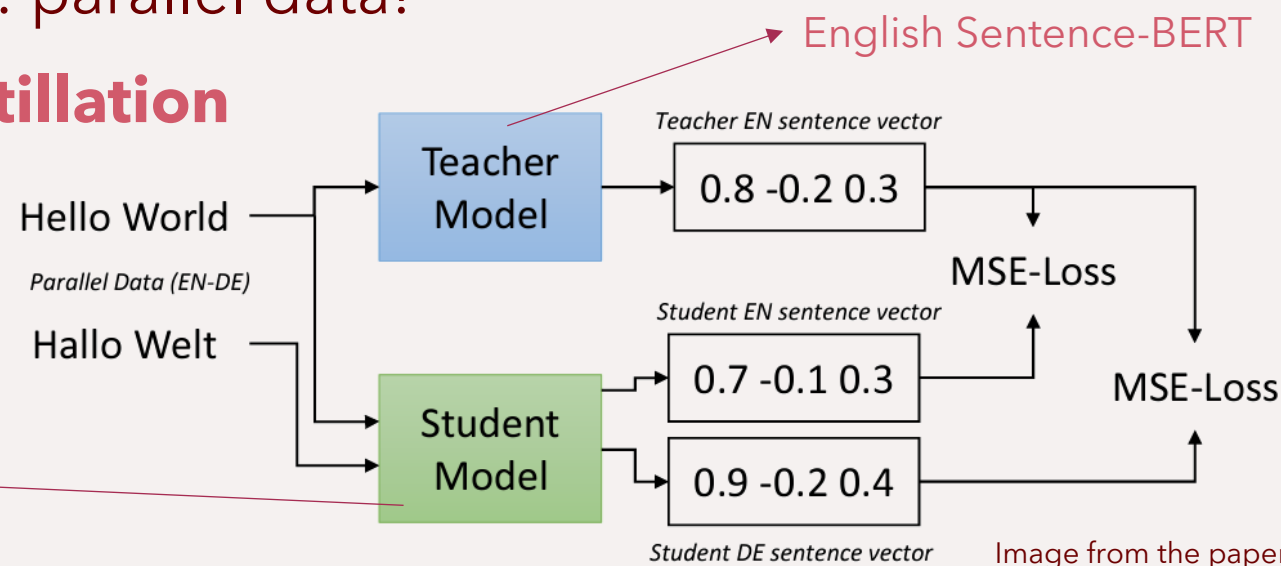 : parallel data?
English Sentence-BERT
tillation
Teacher EN sentence vector
Teacher
Model
0.8 -0.2 0.3
Hello World
Parallel Data (EN-DE)
MSE-Loss
Student EN sentence vector
Hallo Welt
0.7 -0.1 0.3
MSE-Loss
Student
Model
0.9 -0.2 0.4
Student DE sentence vector
Image from the paper